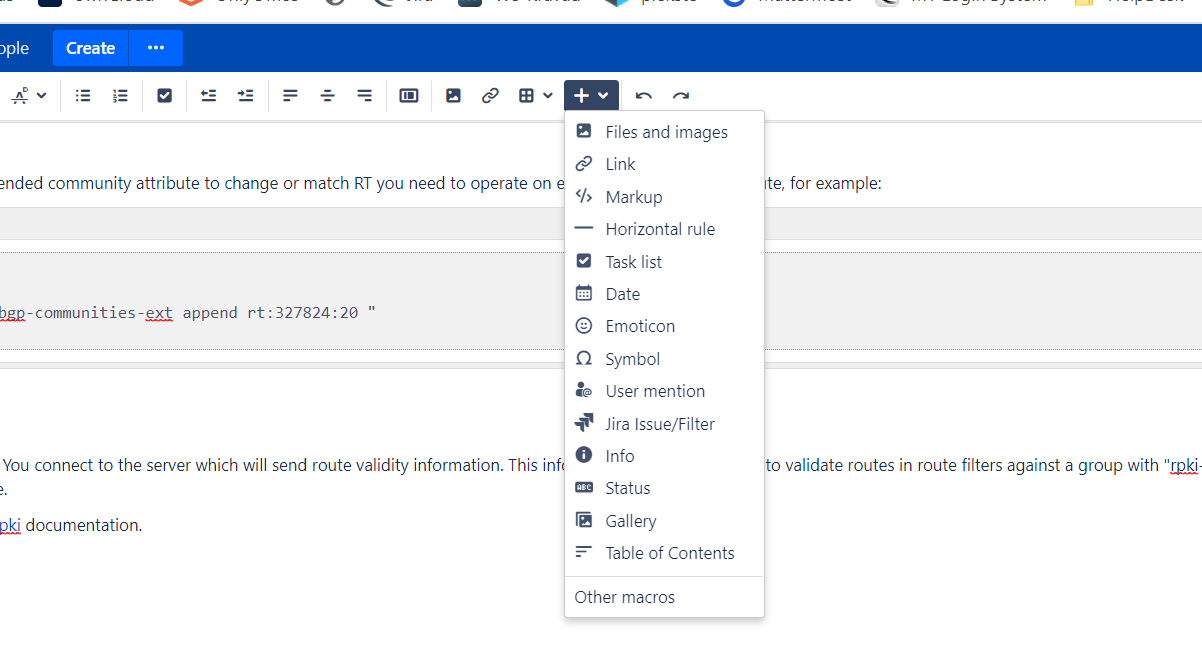 ople Create
Files and images
Link
ended community attribute to change or match RT you need to operate on e te, for example:
Markup
Horizontal rule
Task list
Date
bgp-communities-ext append rt:327824:20 "
Emoticon
Symbol
User mention
Jira Issue/Filter
Info
You connect to the server which will send route validity information. This info to validate routes in route filters against a group with "rpki-
Status
e.
Gallery
pki documentation.
Table of Contents
Other macros